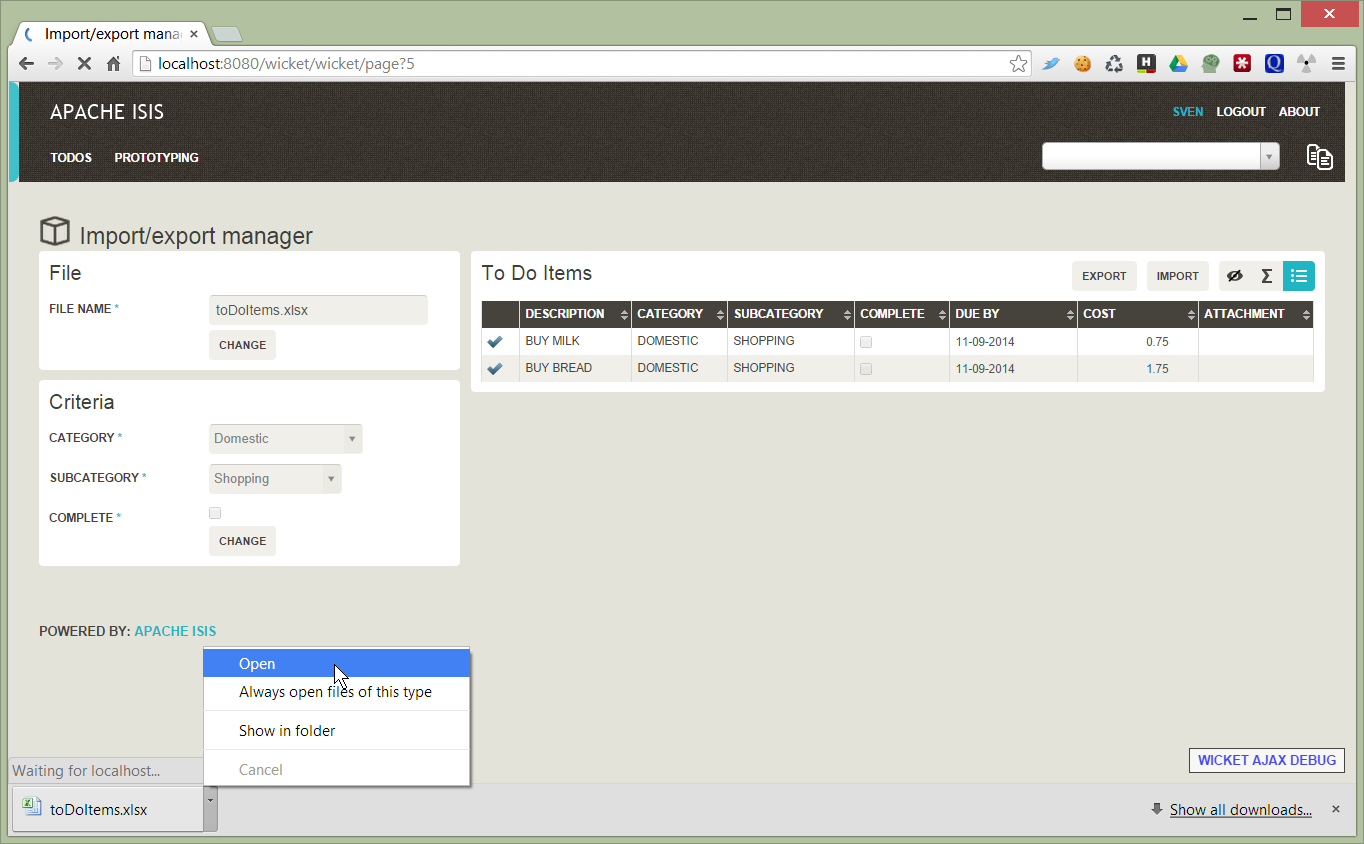 Import/export mana
localhost:8080/wicket/wicket/page?5
H
Q
APACHE ISIS
SVEN LOGOUT ABOUT
TODOS PROTOTYPING
Import/export manager
File
FILE NAME *
toDoItems.xlsx
CHANGE
Criteria
CATEGORY *
Domestic
SUBCATEGORY *
Shopping
COMPLETE *
CHANGE
To Do Items
EXPORT IMPORT Σ
DESCRIPTION CATEGORY SUBCATEGORY COMPLETE DUE BY COST ATTACHMENT
BUY MILK DOMESTIC SHOPPING 11-09-2014 0.75
BUY BREAD DOMESTIC SHOPPING 11-09-2014 1.75
POWERED BY: APACHE ISIS
Open
Always open files of this type
Show in folder
Cancel
WICKET AJAX DEBUG
Waiting for localhost...
toDoItems.xlsx
Show all downloads...